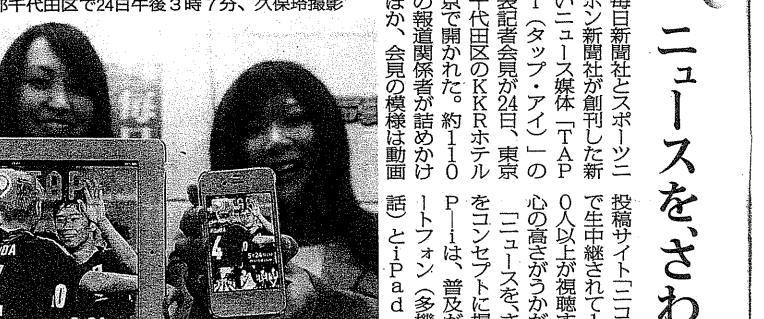 ニュースを、さわ
毎日新聞社とスポーツニ
ポン新聞社が創刊した新
いニュース媒体「TAP
i(タップ・アイ)」の
表記者会見が24日、東京
千代田区のKKRホテル
京で開かれた。約110
の報道関係者が詰めかけ
ほか、会見の模様は動画
投稿サイト「ニコ
で生中継されて1
0人以上が視聴す
心の高さがうかが
「ニュースを、さ
をコンセプトに掲
P―iは、普及が
ートフォン(多機
話)とiPad
都千代田区で24日午後3時7分、久保玲撮影